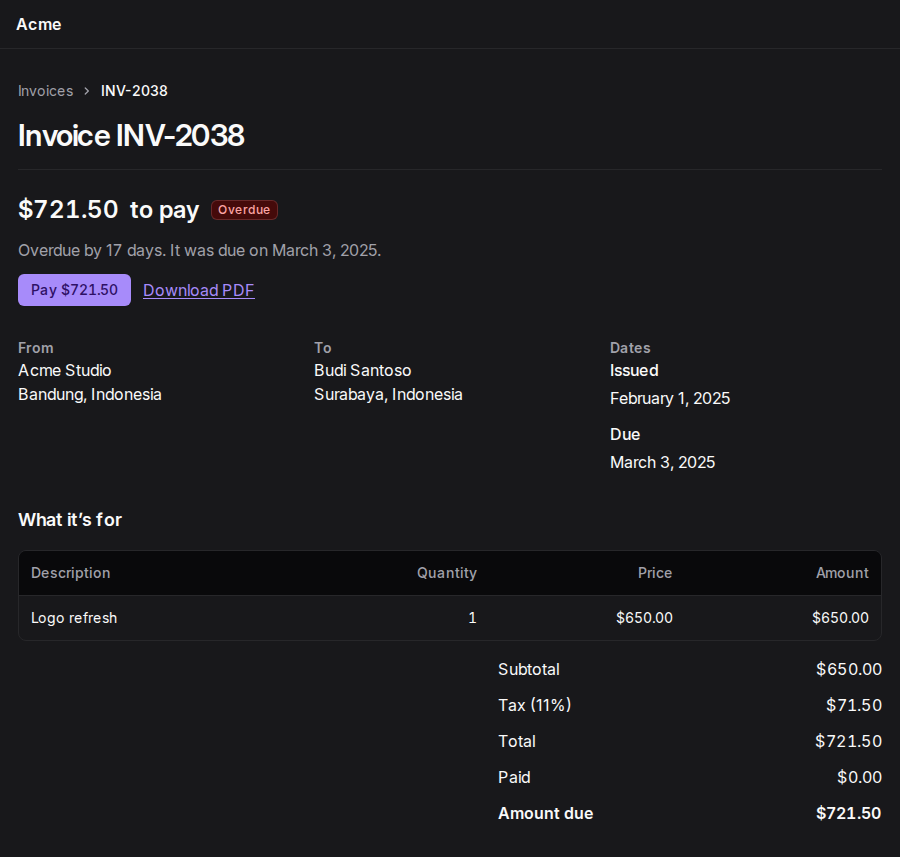 Acme
Invoices › INV-2038
Invoice INV-2038
$721.50 to pay Overdue
Overdue by 17 days. It was due on March 3, 2025.
Pay $721.50 Download PDF
From To Dates
Acme Studio Budi Santoso Issued
Bandung, Indonesia Surabaya, Indonesia February 1, 2025
Due
March 3, 2025
What it’s for
Description Quantity Price Amount
Logo refresh 1 $650.00 $650.00
Subtotal $650.00
Tax (11%) $71.50
Total $721.50
Paid $0.00
Amount due $721.50